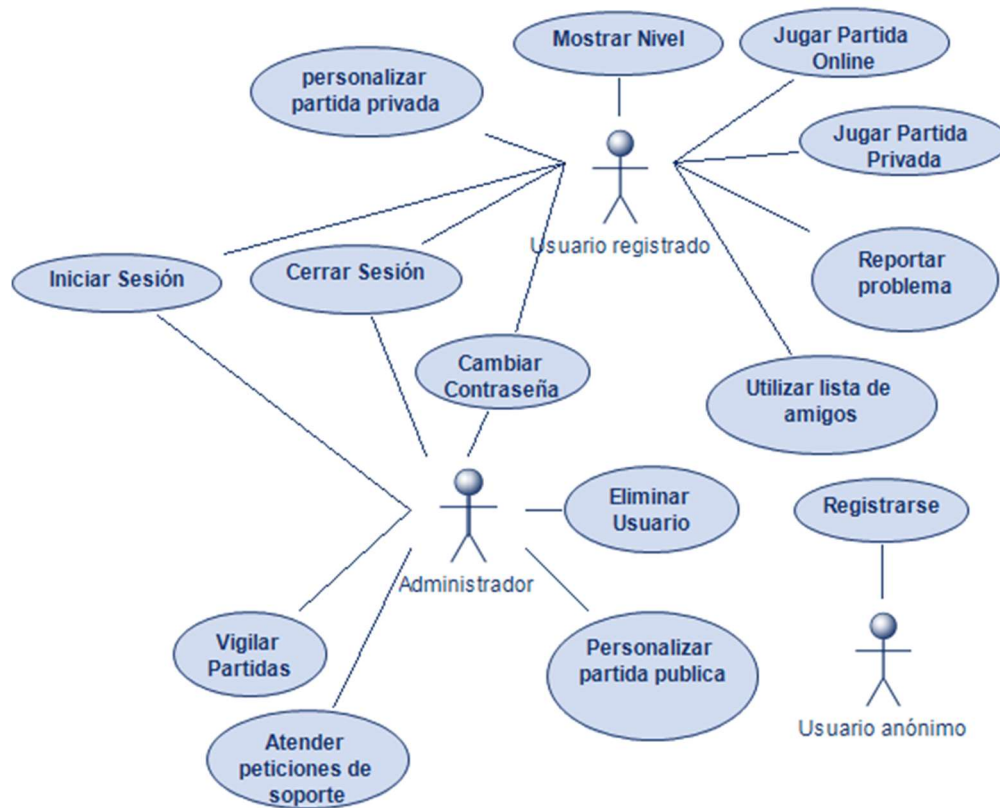 Mostrar Nivel
Jugar Partida
Online
personalizar
partida privada
Jugar Partida
Privada
Usuario registrado
Iniciar Sesión
Cerrar Sesión
Reportar
problema
Cambiar
Contraseña
Utilizar lista de
amigos
Eliminar
Usuario
Registrarse
Administrador
Vigilar
Partidas
Personalizar
partida publica
Usuario anónimo
Atender
peticiones de
soporte